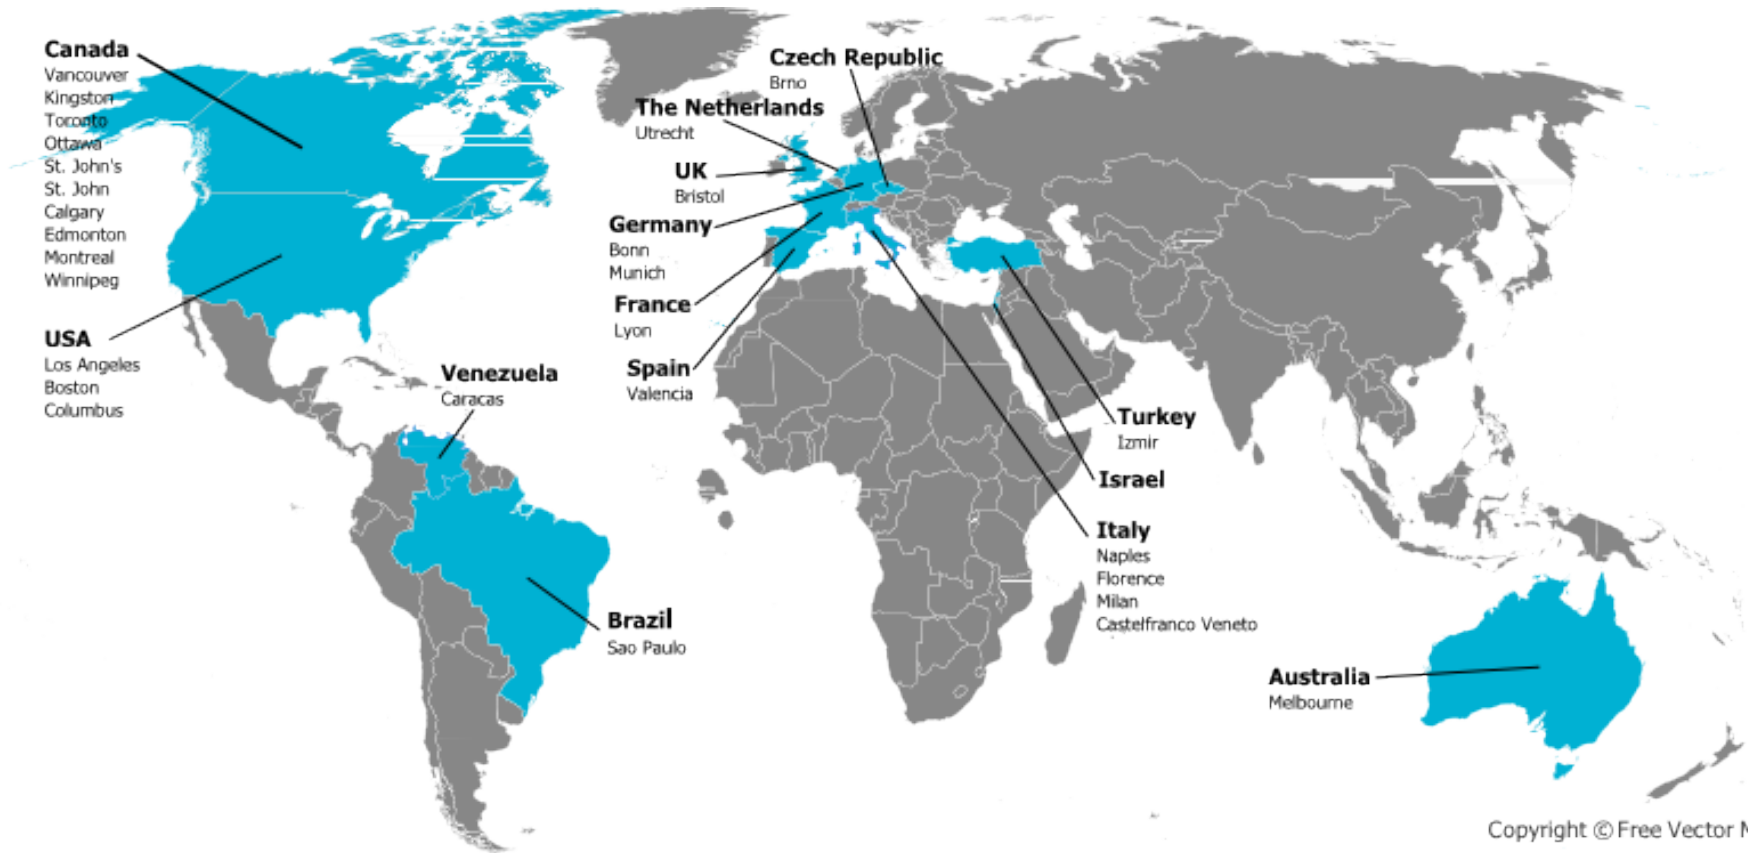 Canada
Vancouver
Kingston
Toronto
Ottawa
St. John's
St. John
Calgary
Edmonton
Montreal
Winnipeg
USA
Los Angeles
Boston
Columbus
Venezuela
Caracas
Brazil
Sao Paulo
Czech Republic
Brno
The Netherlands
Utrecht
UK
Bristol
Germany
Bonn
Munich
France
Lyon
Spain
Valencia
Turkey
Izmir
Israel
Italy
Naples
Florence
Milan
Castelfranco Veneto
Australia
Melbourne
Copyright © Free Vector